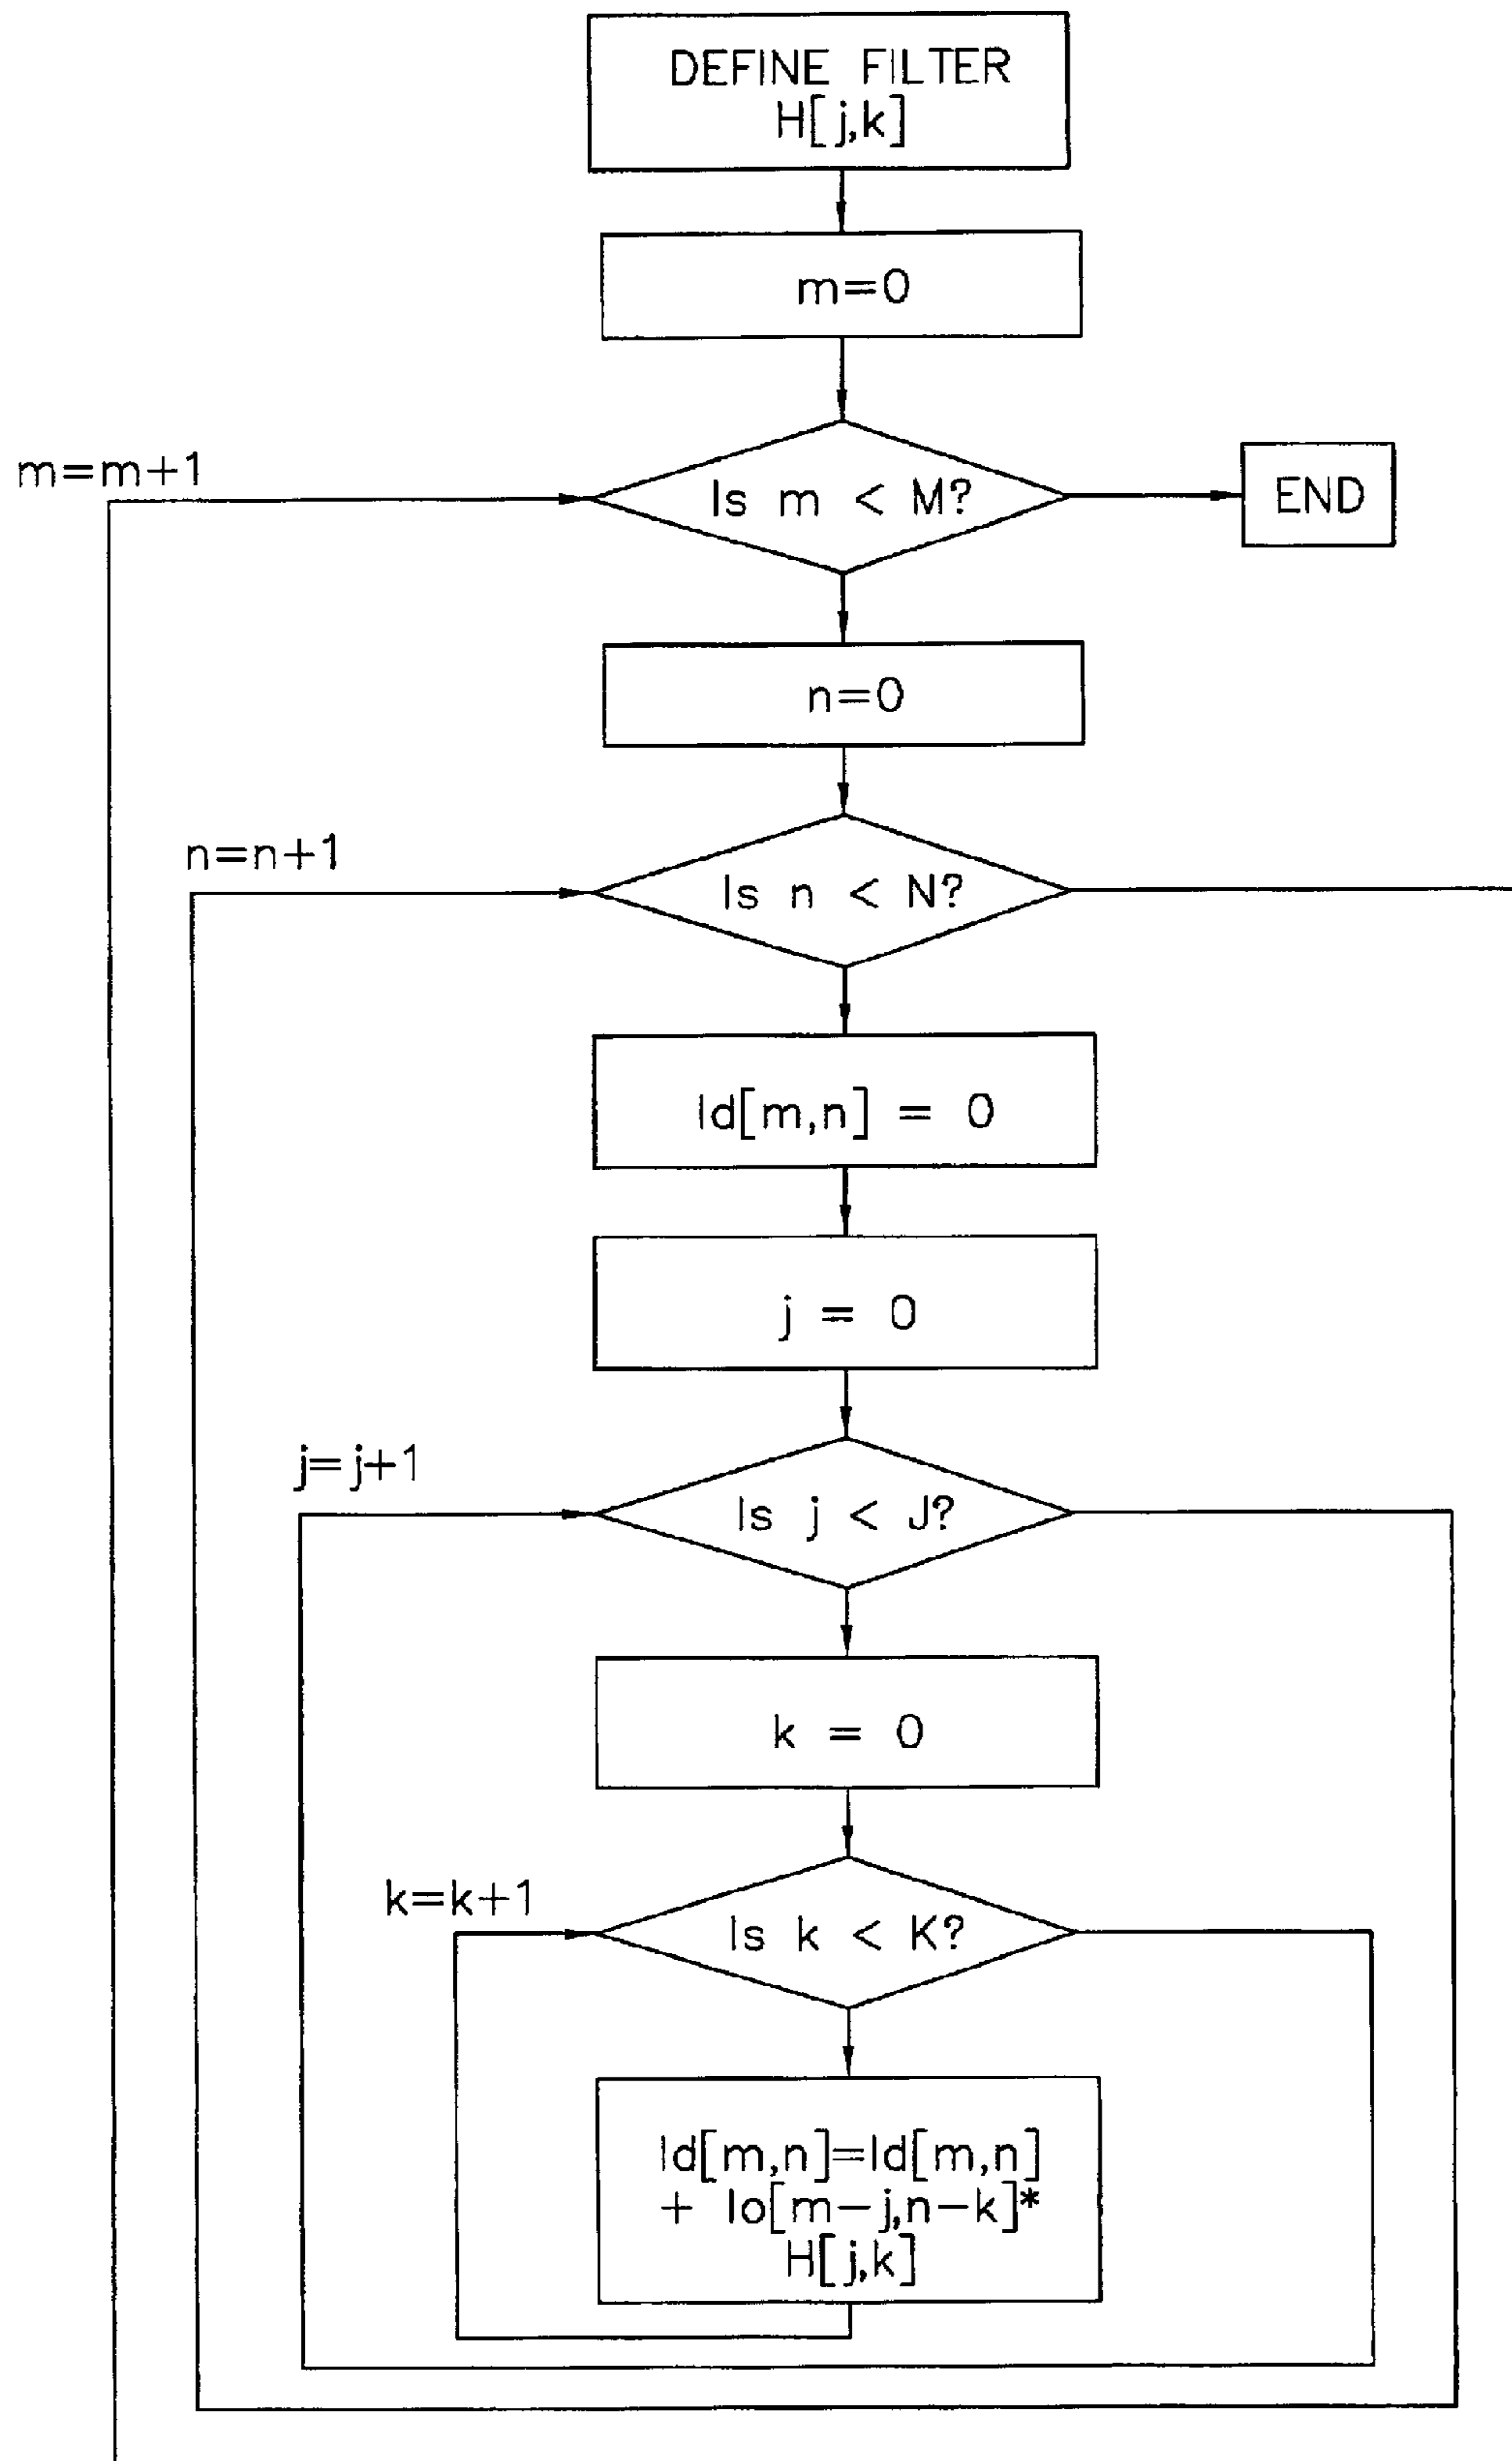 DEFINE FILTER
H[j,k]
m=0
m=m+1
Is m < M?
END
n=0
n=n+1
Is n < N?
Id[m,n] = 0
j = 0
j=j+1
Is j < J?
k = 0
k=k+1
Is k < K?
Id[m,n]=Id[m,n]
+ Io[m-j,n-k]*
H[j,k]